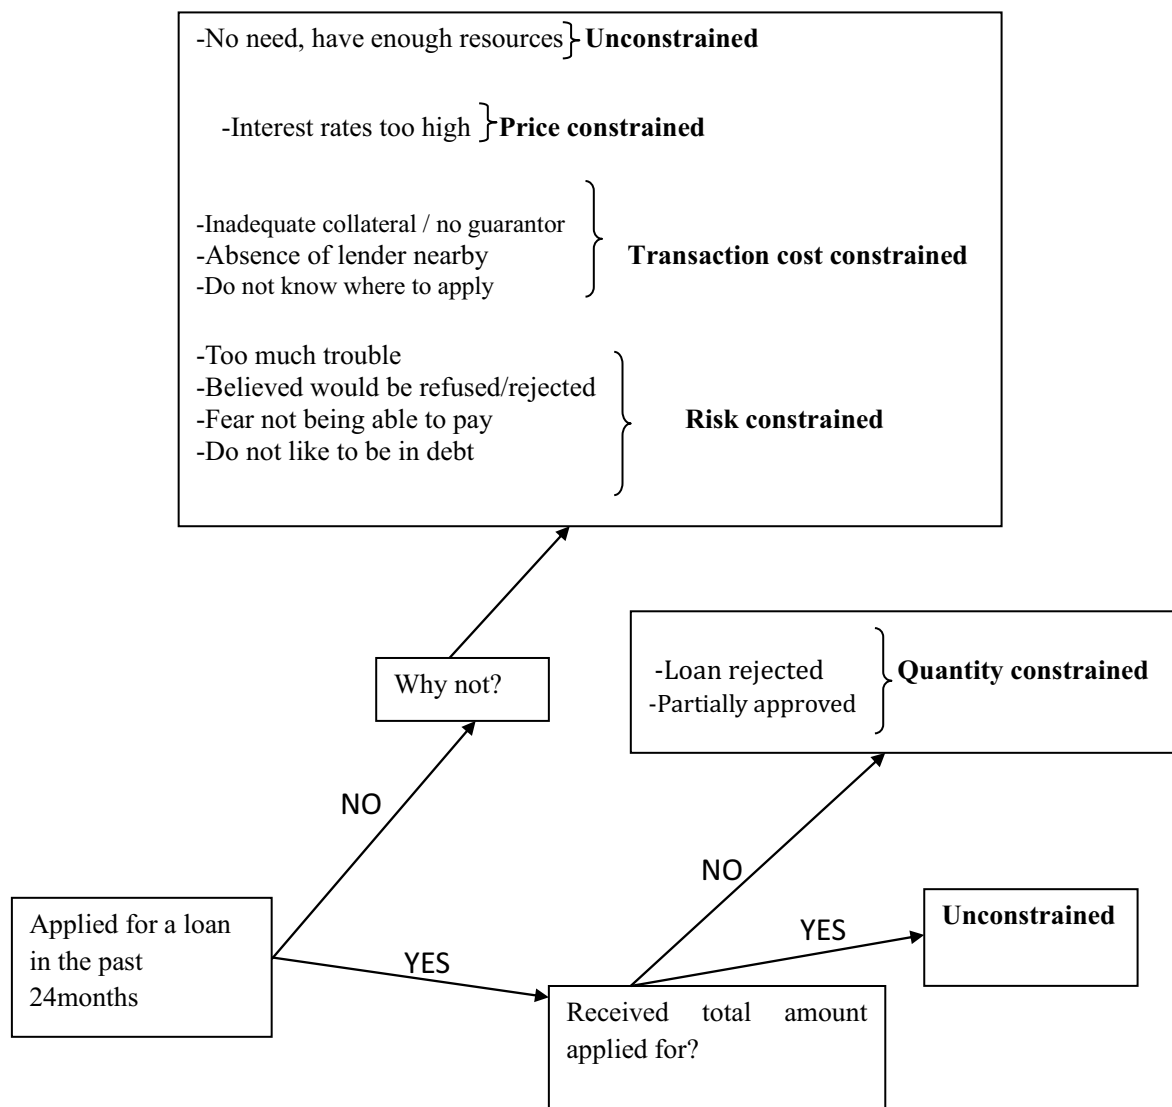 -No need, have enough resources Unconstrained
-Interest rates too high Price constrained
-Inadequate collateral / no guarantor
-Absence of lender nearby Transaction cost constrained
-Do not know where to apply
-Too much trouble
-Believed would be refused/rejected
-Fear not being able to pay Risk constrained
-Do not like to be in debt
Why not?
-Loan rejected Quantity constrained
-Partially approved
NO
NO
Applied for a loan
in the past
24months
YES
YES
Unconstrained
Received total amount
applied for?